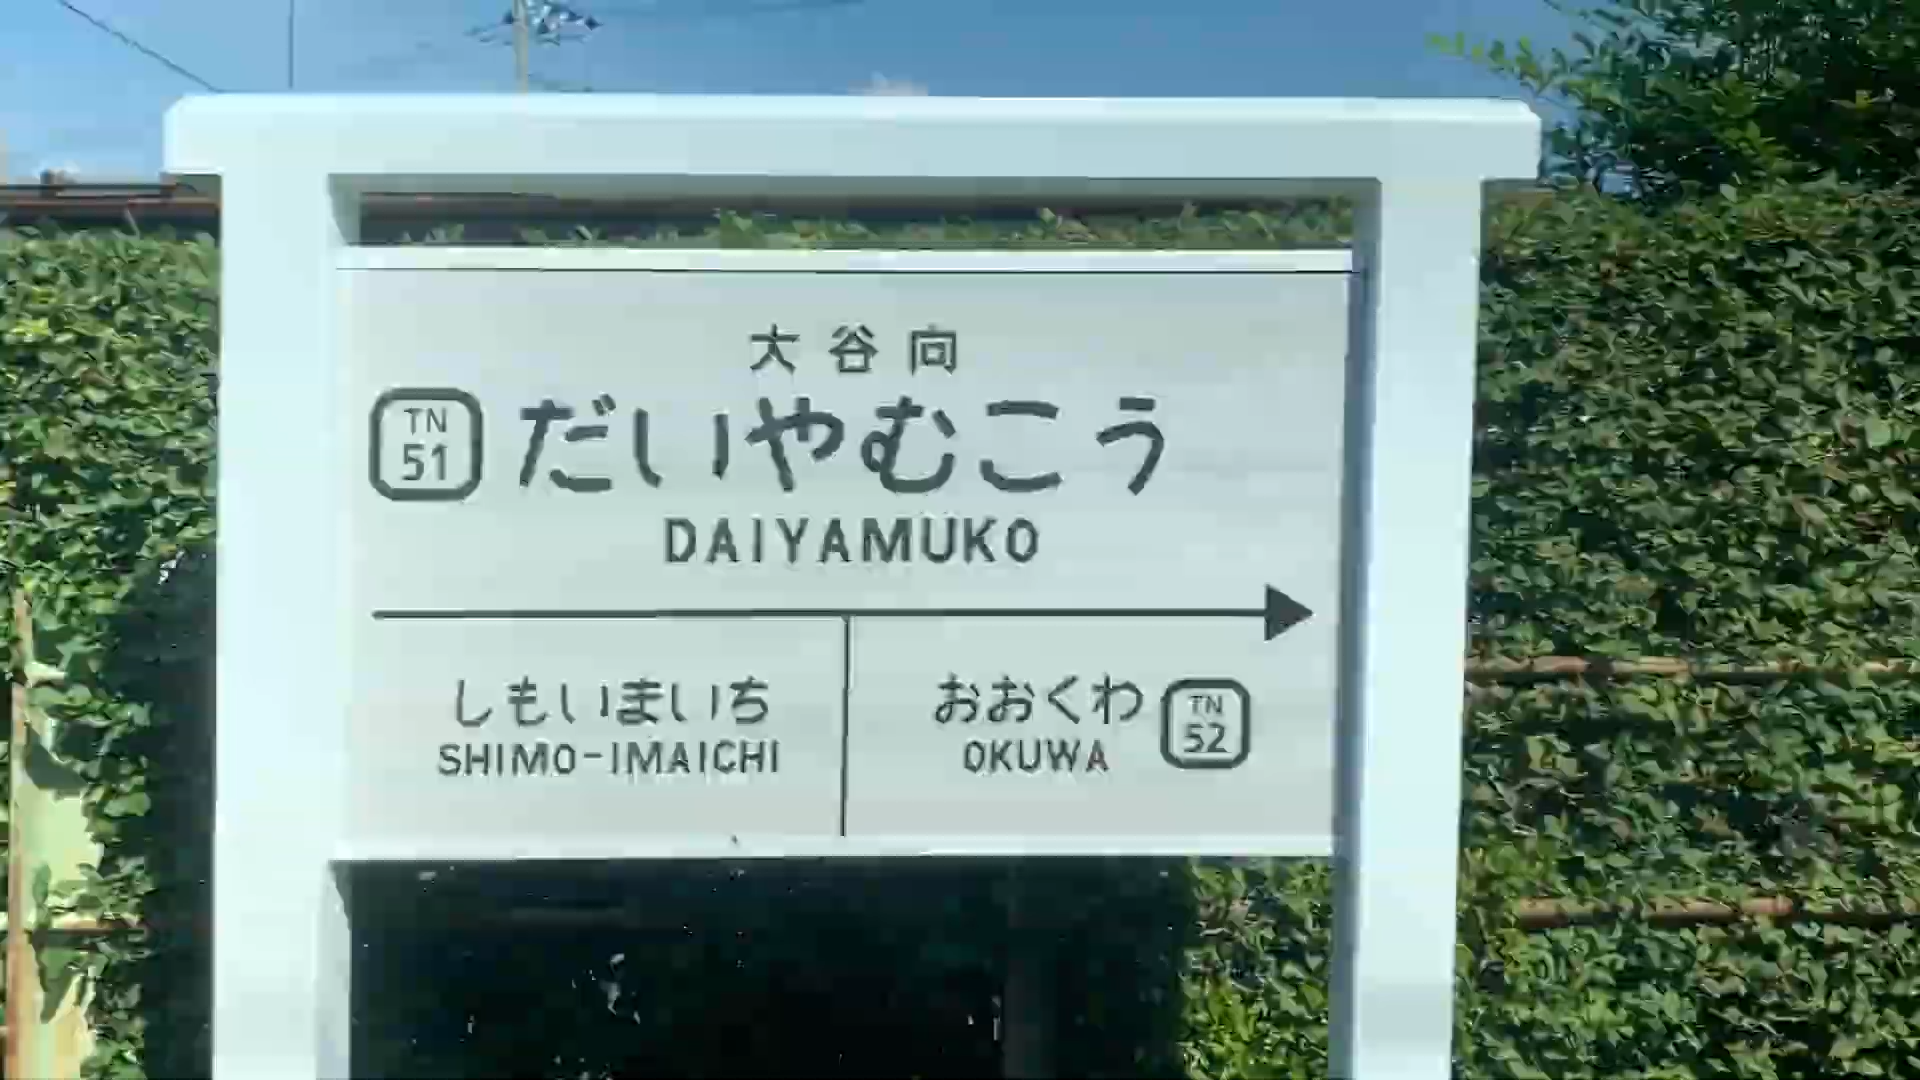 大谷向
TN
51
だいやむこう
DAIYAMUKO
しもいまいち
SHIMO-IMAICHI
おおくわ
OKUWA
TN
52